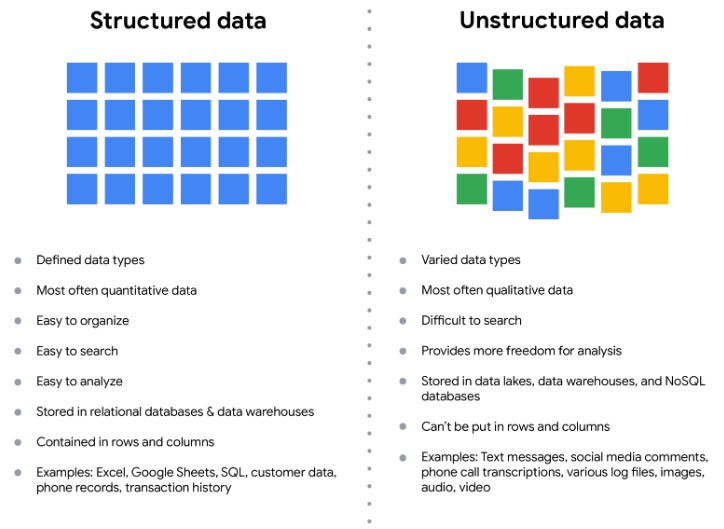 Structured data
Defined data types
Most often quantitative data
Easy to organize
Easy to search
Easy to analyze
Stored in relational databases & data warehouses
Contained in rows and columns
Examples: Excel, Google Sheets, SQL, customer data,
phone records, transaction history
Unstructured data
Varied data types
Most often qualitative data
Difficult to search
Provides more freedom for analysis
Stored in data lakes, data warehouses, and NoSQL
databases
Can't be put in rows and columns
Examples: Text messages, social media comments,
phone call transcriptions, various log files, images,
audio, video